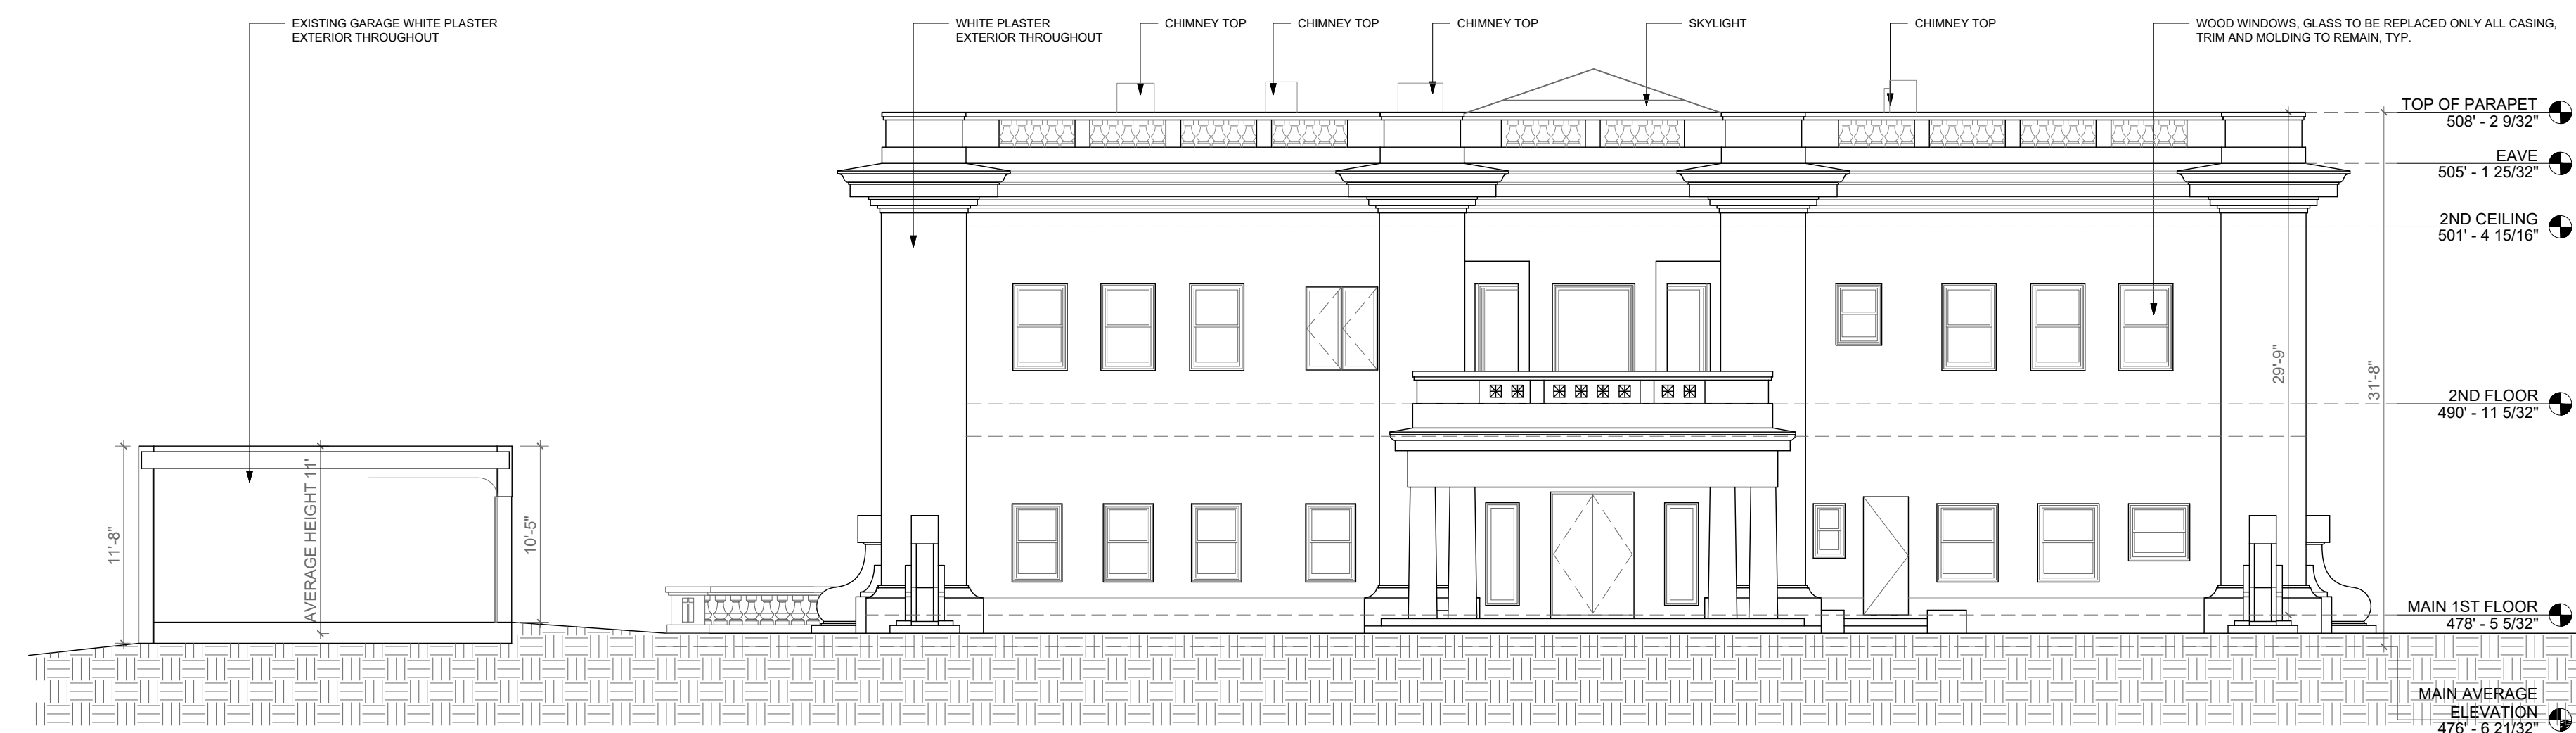 EXISTING GARAGE WHITE PLASTER
EXTERIOR THROUGHOUT
WHITE PLASTER
EXTERIOR THROUGHOUT
CHIMNEY TOP
CHIMNEY TOP
CHIMNEY TOP
SKYLIGHT
CHIMNEY TOP
WOOD WINDOWS, GLASS TO BE REPLACED ONLY ALL CASING,
TRIM AND MOLDING TO REMAIN, TYP.
TOP OF PARAPET
508' - 2 9/32"
EAVE
505' - 1 25/32"
2ND CEILING
501' - 4 15/16"
29'-9"
31'-8"
2ND FLOOR
490' - 11 5/32"
11'-8"
AVERAGE HEIGHT 11'
10'-5"
MAIN 1ST FLOOR
478' - 5 5/32"
MAIN AVERAGE
ELEVATION
476' - 6 21/32"